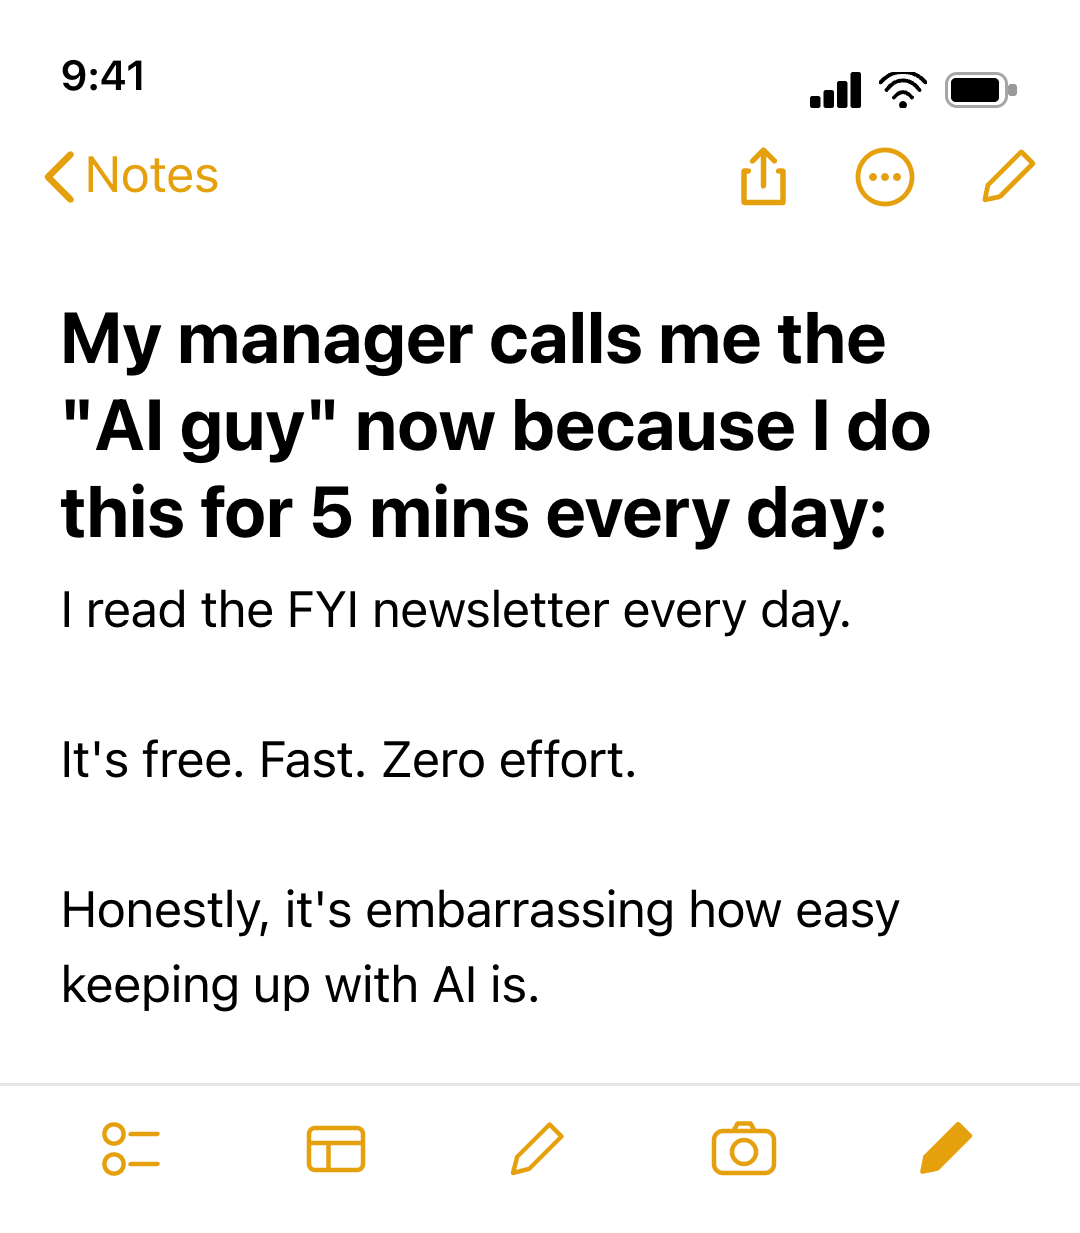 9:41
Notes
My manager calls me the
"AI guy" now because I do
this for 5 mins every day:
I read the FYI newsletter every day.
It's free. Fast. Zero effort.
Honestly, it's embarrassing how easy
keeping up with AI is.